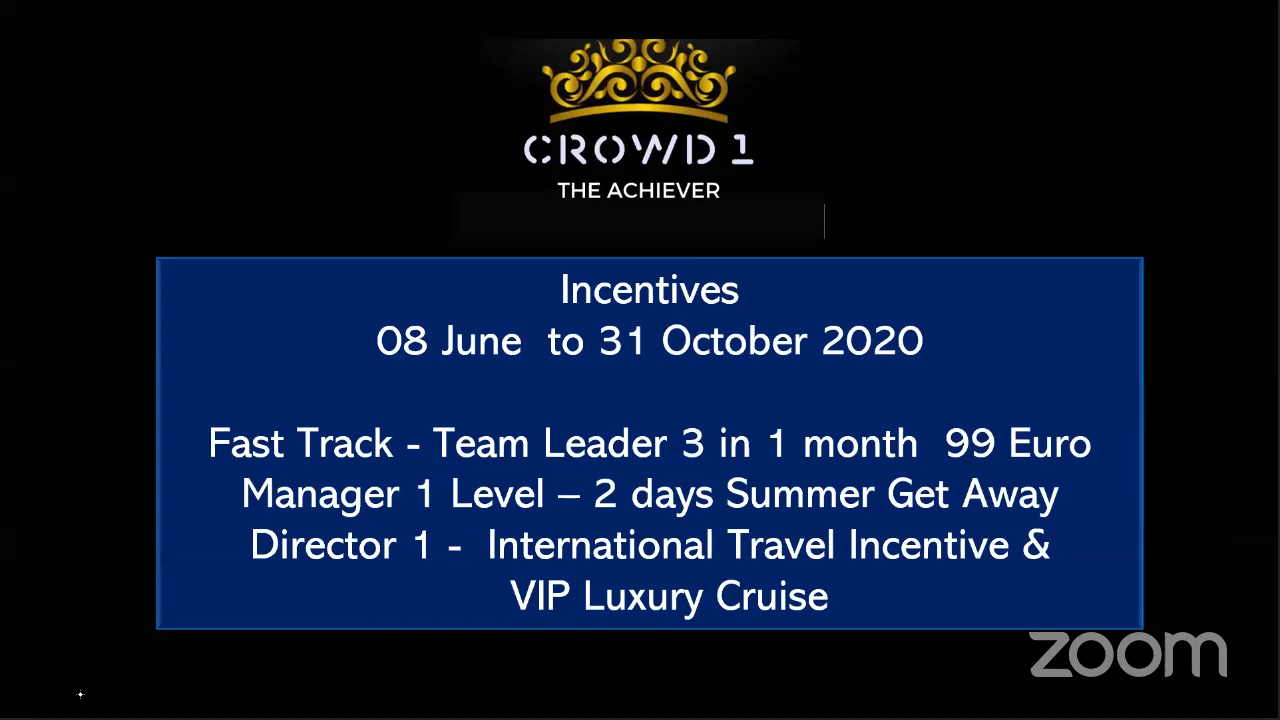 CROWD 1
THE ACHIEVER
Incentives
08 June to 31 October 2020
Fast Track - Team Leader 3 in 1 month 99 Euro
Manager 1 Level – 2 days Summer Get Away
Director 1 - International Travel Incentive &
VIP Luxury Cruise
zoom